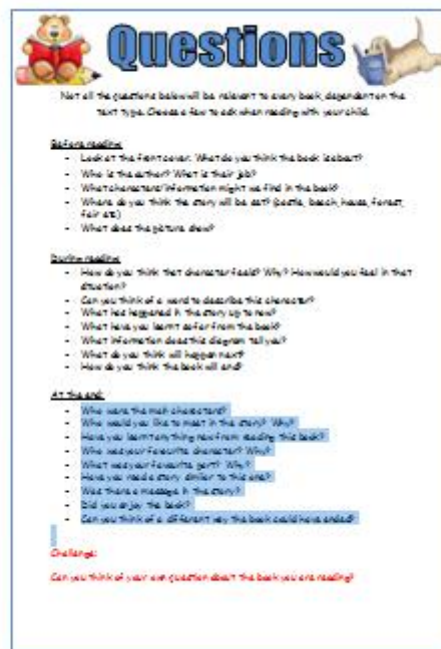 Questions
Not all the questions below will be relevant to every book, dependent on the
text type. Choose a few to ask when reading with your child.
Before reading:
Look at the front cover. What do you think the book is about?
Who is the author? What is their job?
What characters/information might we find in the book?
Where do you think the story will be set? (castle, beach, house, forest,
fair etc)
What does the picture show?
During reading:
How do you think that character feels? Why? How would you feel in that
situation?
Can you think of a word to describe this character?
What has happened in the story up to now?
What have you learnt so far from the book?
What information does this diagram tell you?
What do you think will happen next?
How do you think the book will end?
At the end:
Who were the main characters?
Who would you like to meet in the story? Why?
Have you learnt anything new from reading this book?
Who was your favourite character? Why?
What was your favourite part? Why?
Have you read a story similar to this one?
Was there a message in the story?
Did you enjoy the book?
Can you think of a different way the book could have ended?
Challenge:
Can you think of your own question about the book you are reading?